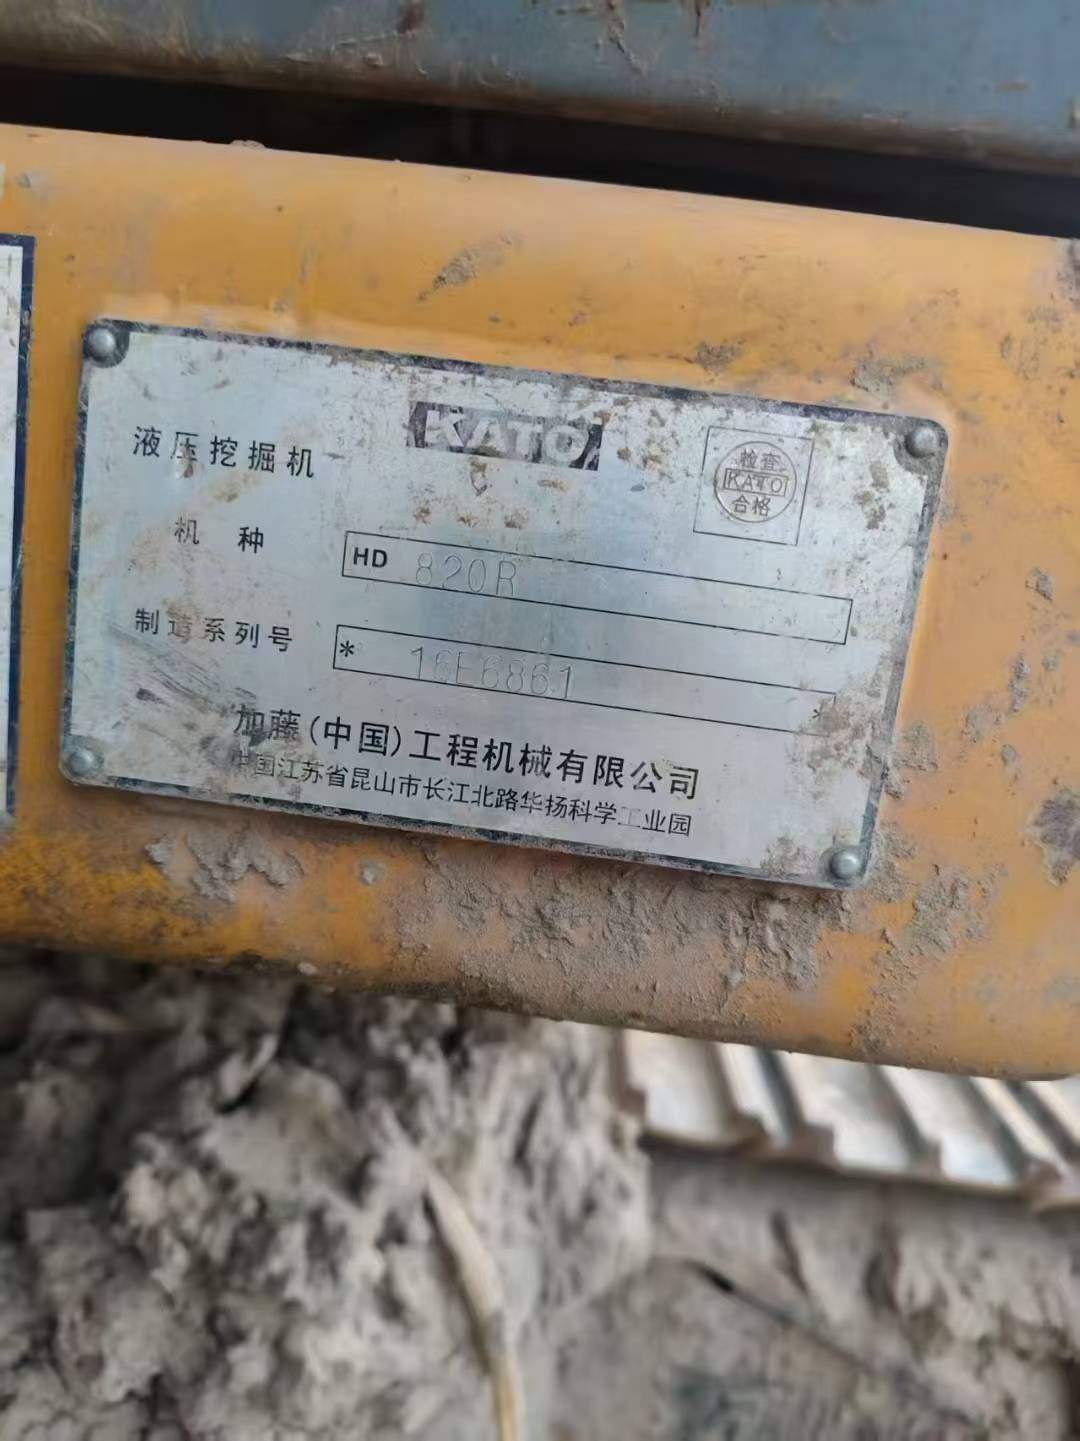 KATO
检查
KATO
合格
液压挖掘机
机 种 HD 820R
制造系列号 * 16E6861 *
加藤(中国)工程机械有限公司
中国江苏省昆山市长江北路华扬科学工业园